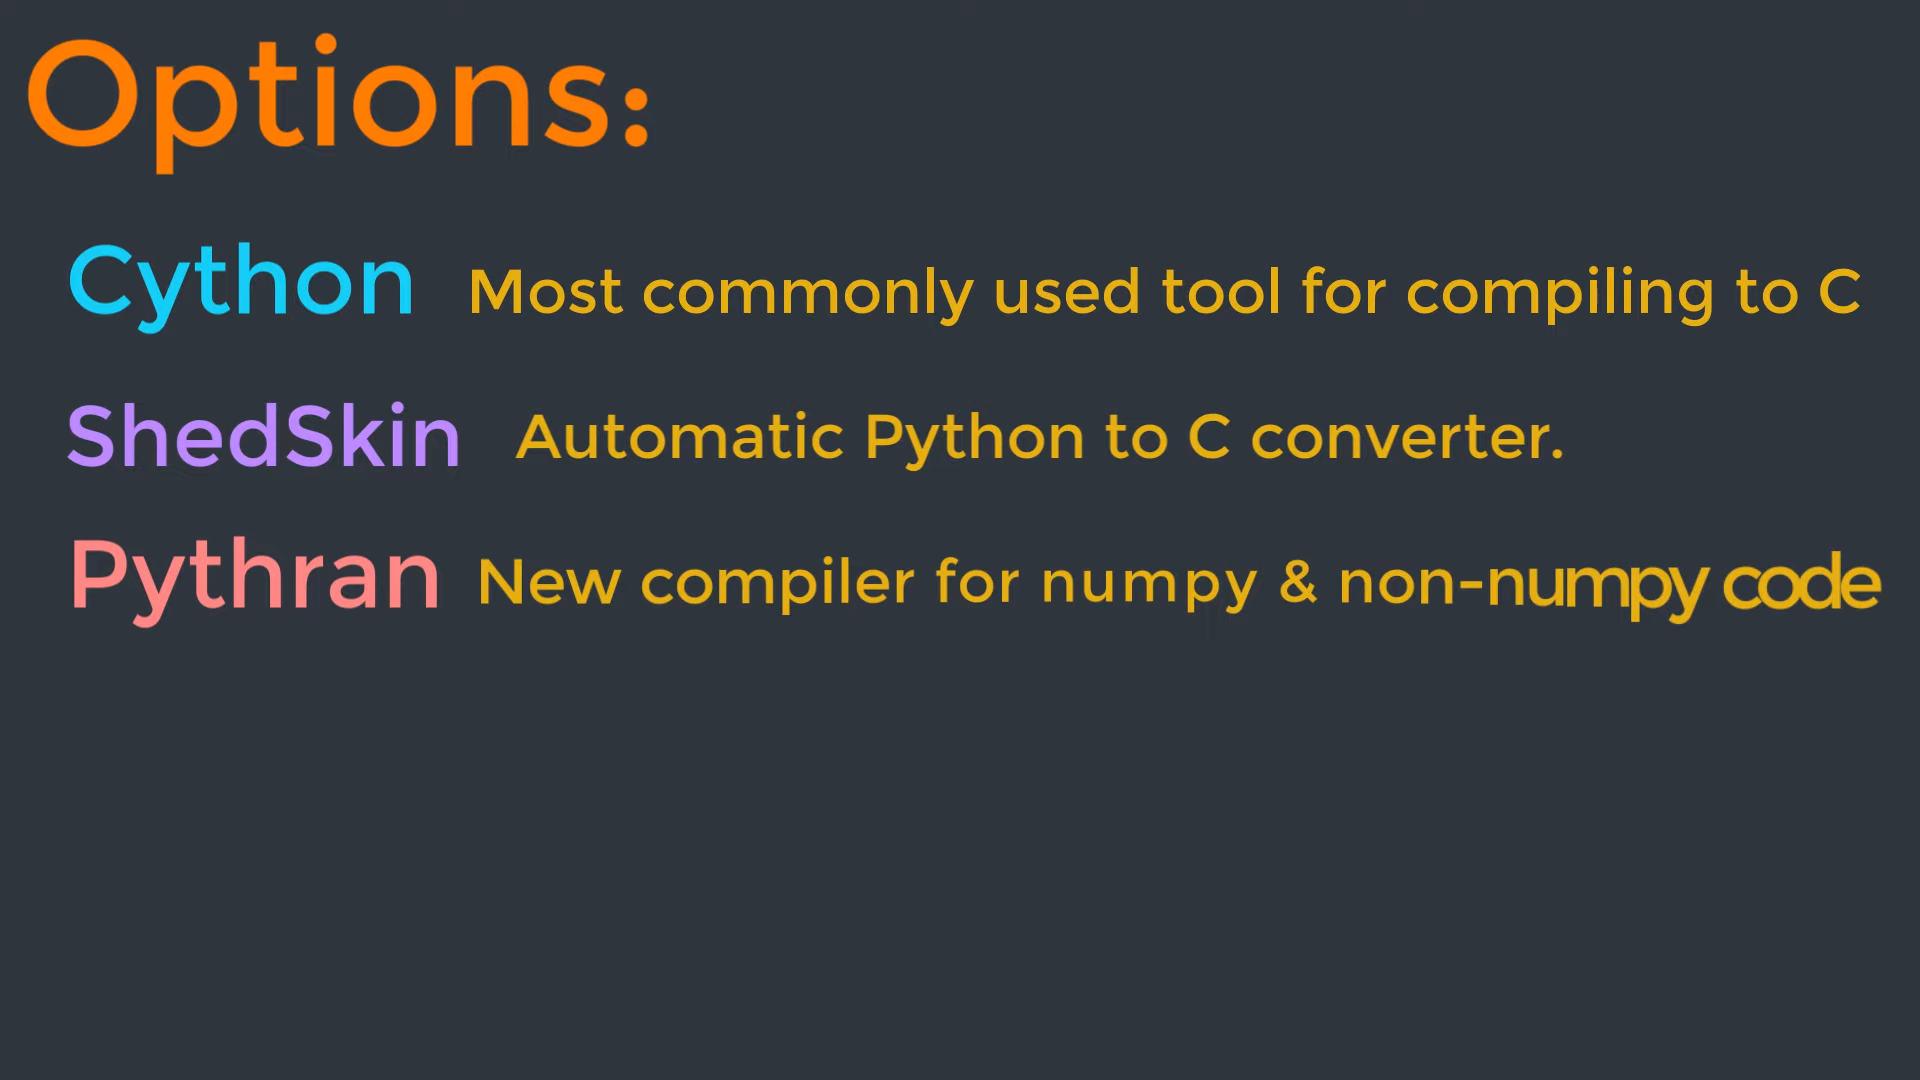 Options:
Cython Most commonly used tool for compiling to C
ShedSkin Automatic Python to C converter.
Pythran New compiler for numpy & non-numpy code